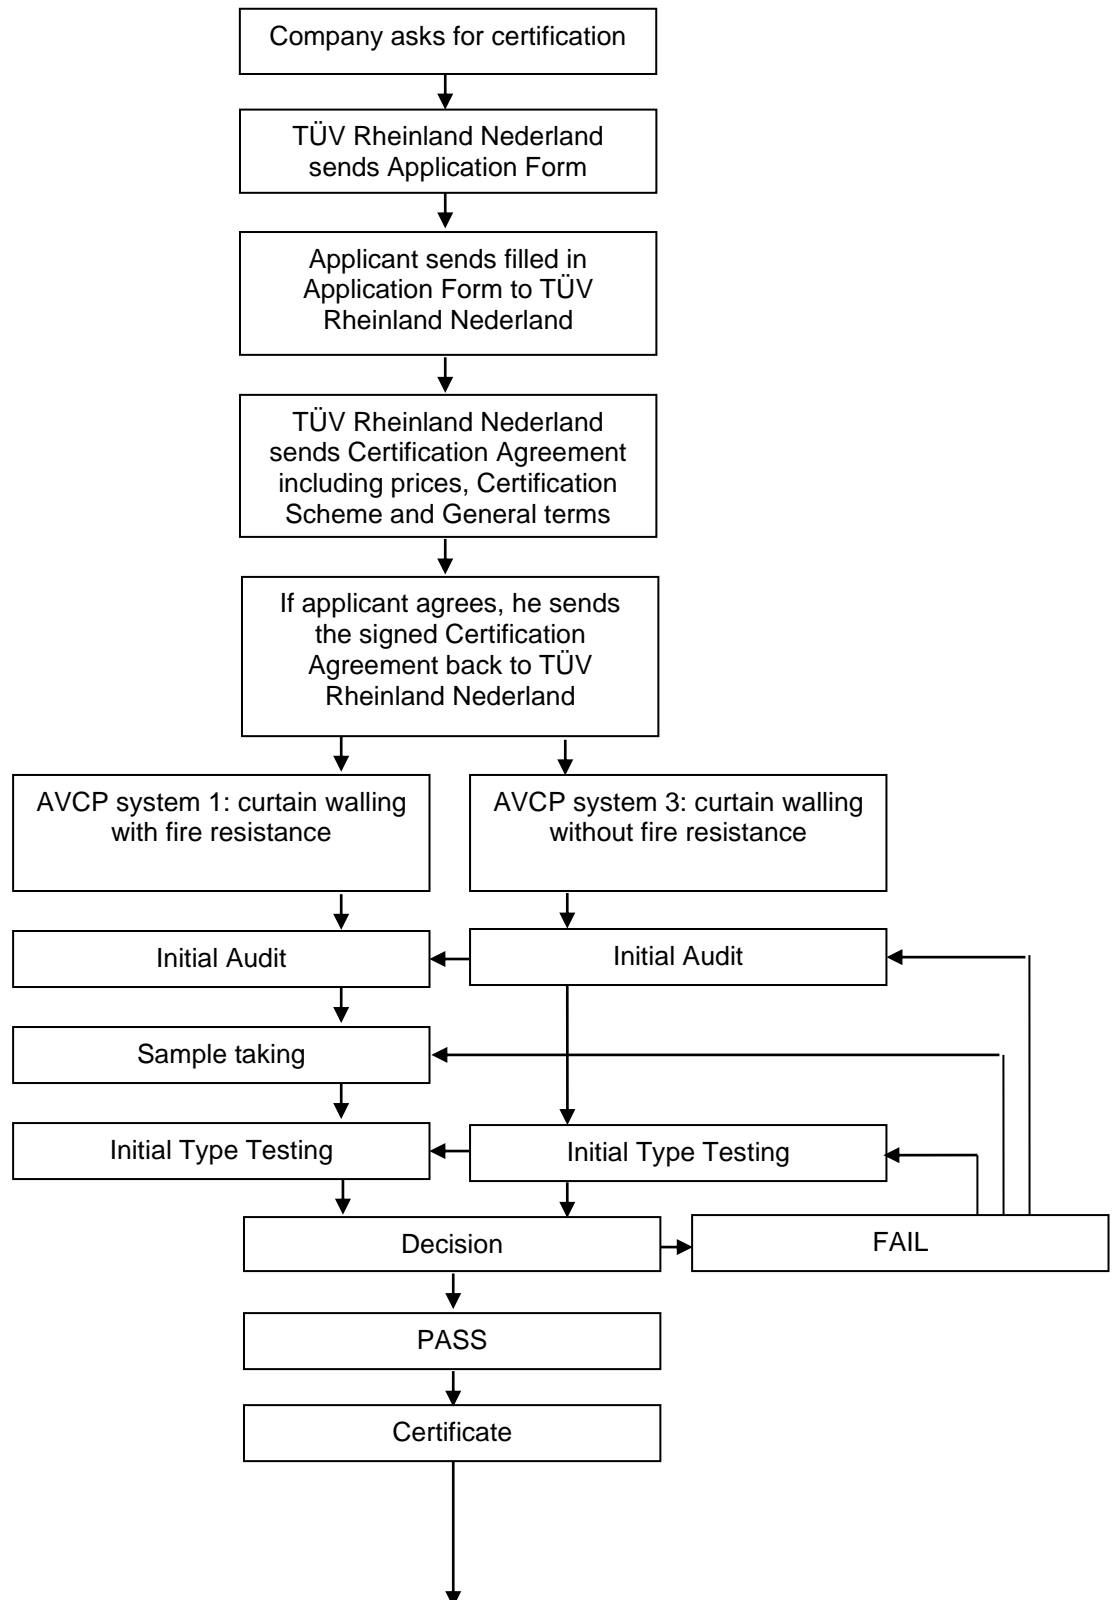 Company asks for certification
TÜV Rheinland Nederland
sends Application Form
Applicant sends filled in
Application Form to TÜV
Rheinland Nederland
TÜV Rheinland Nederland
sends Certification Agreement
including prices, Certification
Scheme and General terms
If applicant agrees, he sends
the signed Certification
Agreement back to TÜV
Rheinland Nederland
AVCP system 1: curtain walling
with fire resistance
AVCP system 3: curtain walling
without fire resistance
Initial Audit
Initial Audit
Sample taking
Initial Type Testing
Initial Type Testing
Decision
FAIL
PASS
Certificate